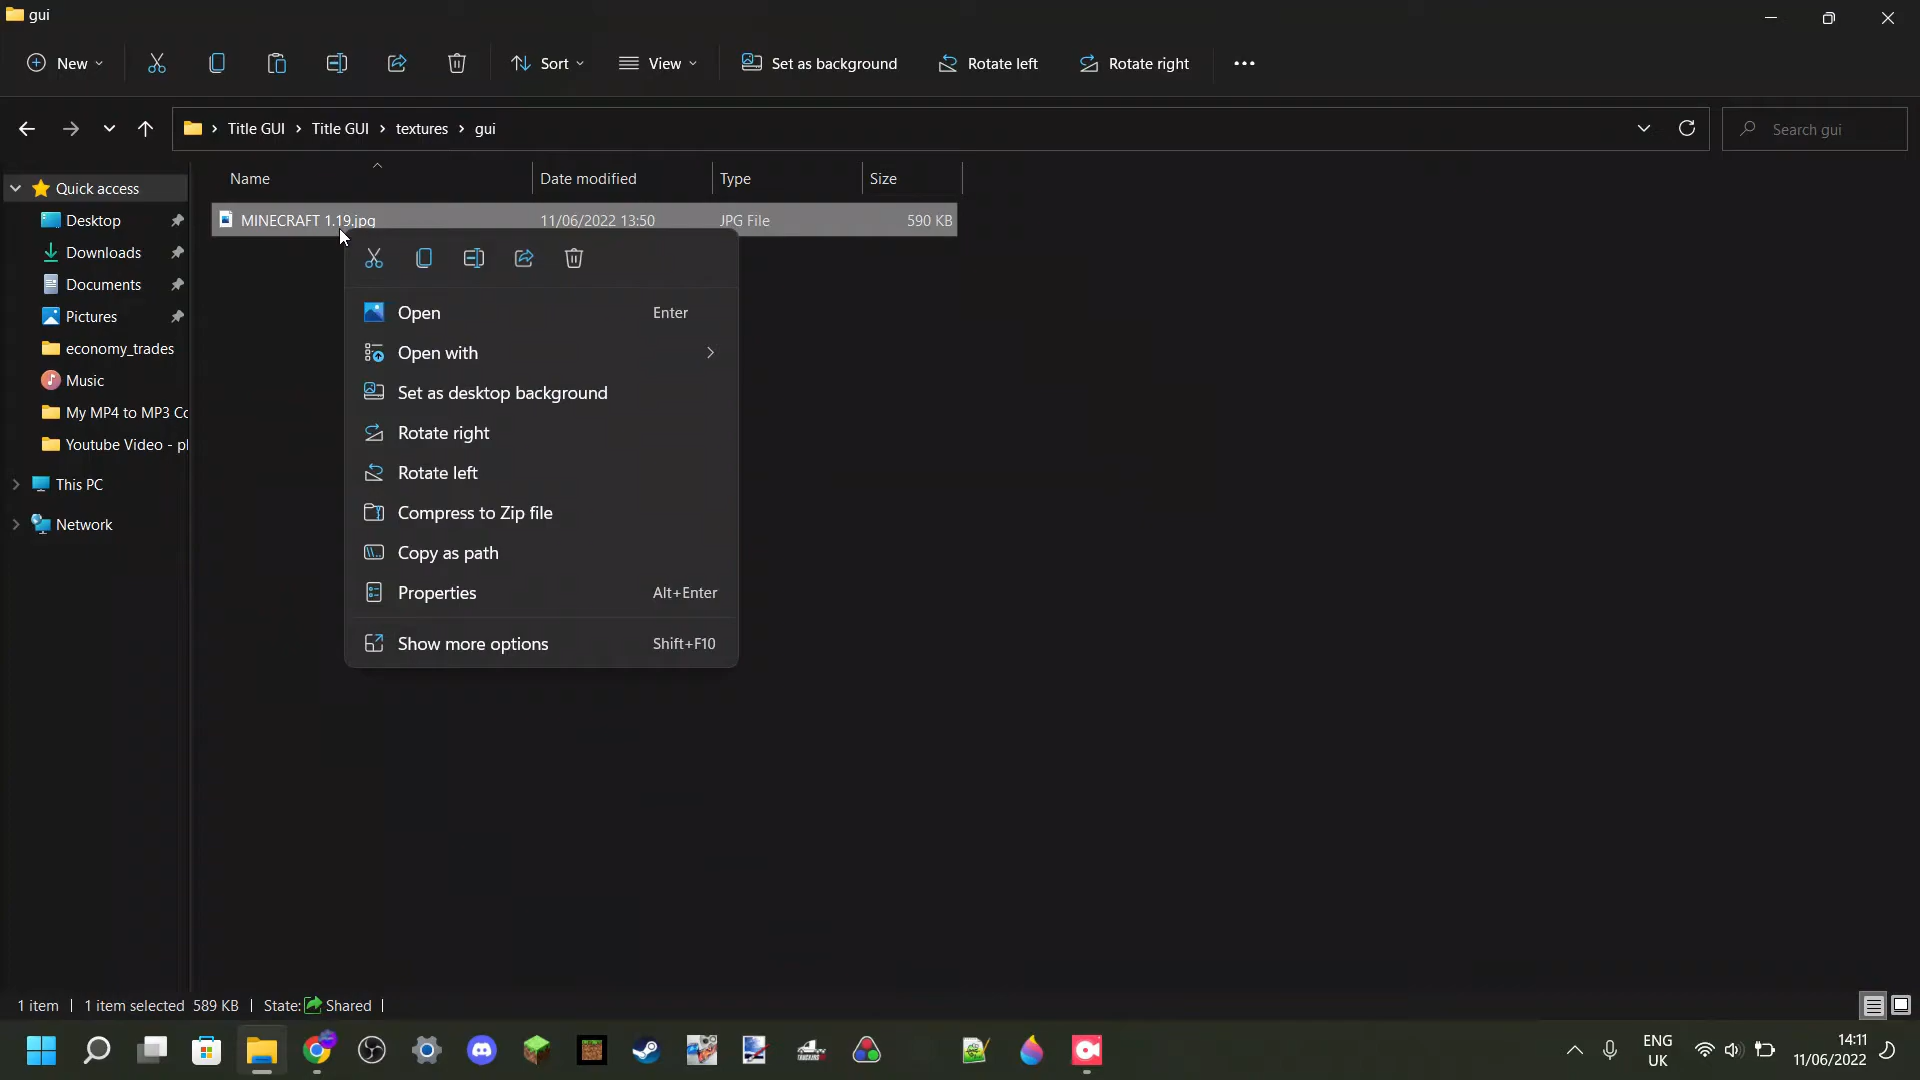 gui
New
Sort
View
Set as background
Rotate left
Rotate right
Title GUI > Title GUI > textures > gui
Search gui
Name
Date modified
Type
Size
Quick access
MINECRAFT 1.19.jpg
11/06/2022 13:50
JPG File
590 KB
Desktop
Downloads
Documents
Pictures
economy_trades
Music
My MP4 to MP3 Cc
Youtube Video - pl
This PC
Network
Open
Enter
Open with
Set as desktop background
Rotate right
Rotate left
Compress to Zip file
Copy as path
Properties
Alt+Enter
Show more options
Shift+F10
1 item
1 item selected 589 KB
State: Shared
ENG
UK
14:11
11/06/2022